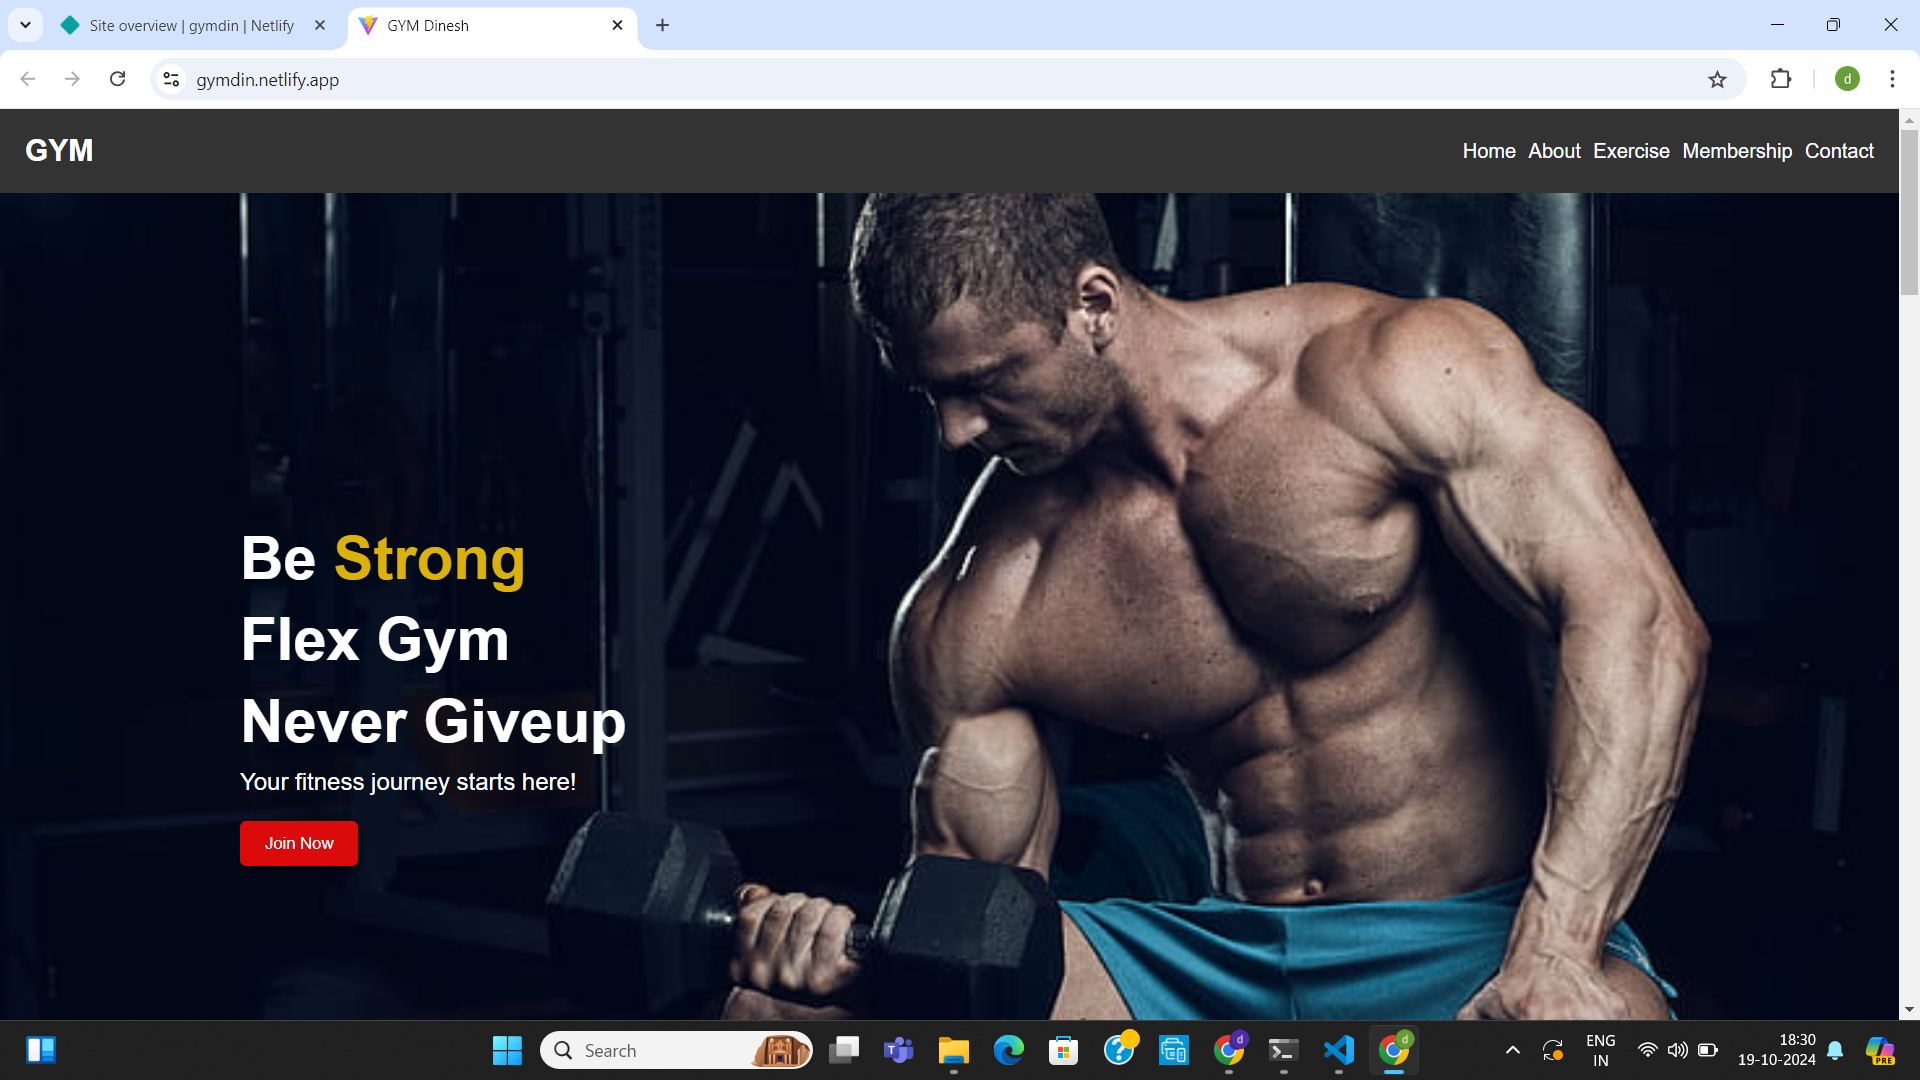 Site overview | gymdin | Netlify
GYM Dinesh
gymdin.netlify.app
d
GYM
Home About Exercise Membership Contact
Be Strong
Flex Gym
Never Giveup
Your fitness journey starts here!
Join Now
Search
d
d
ENG
IN
18:30
19-10-2024
PRE